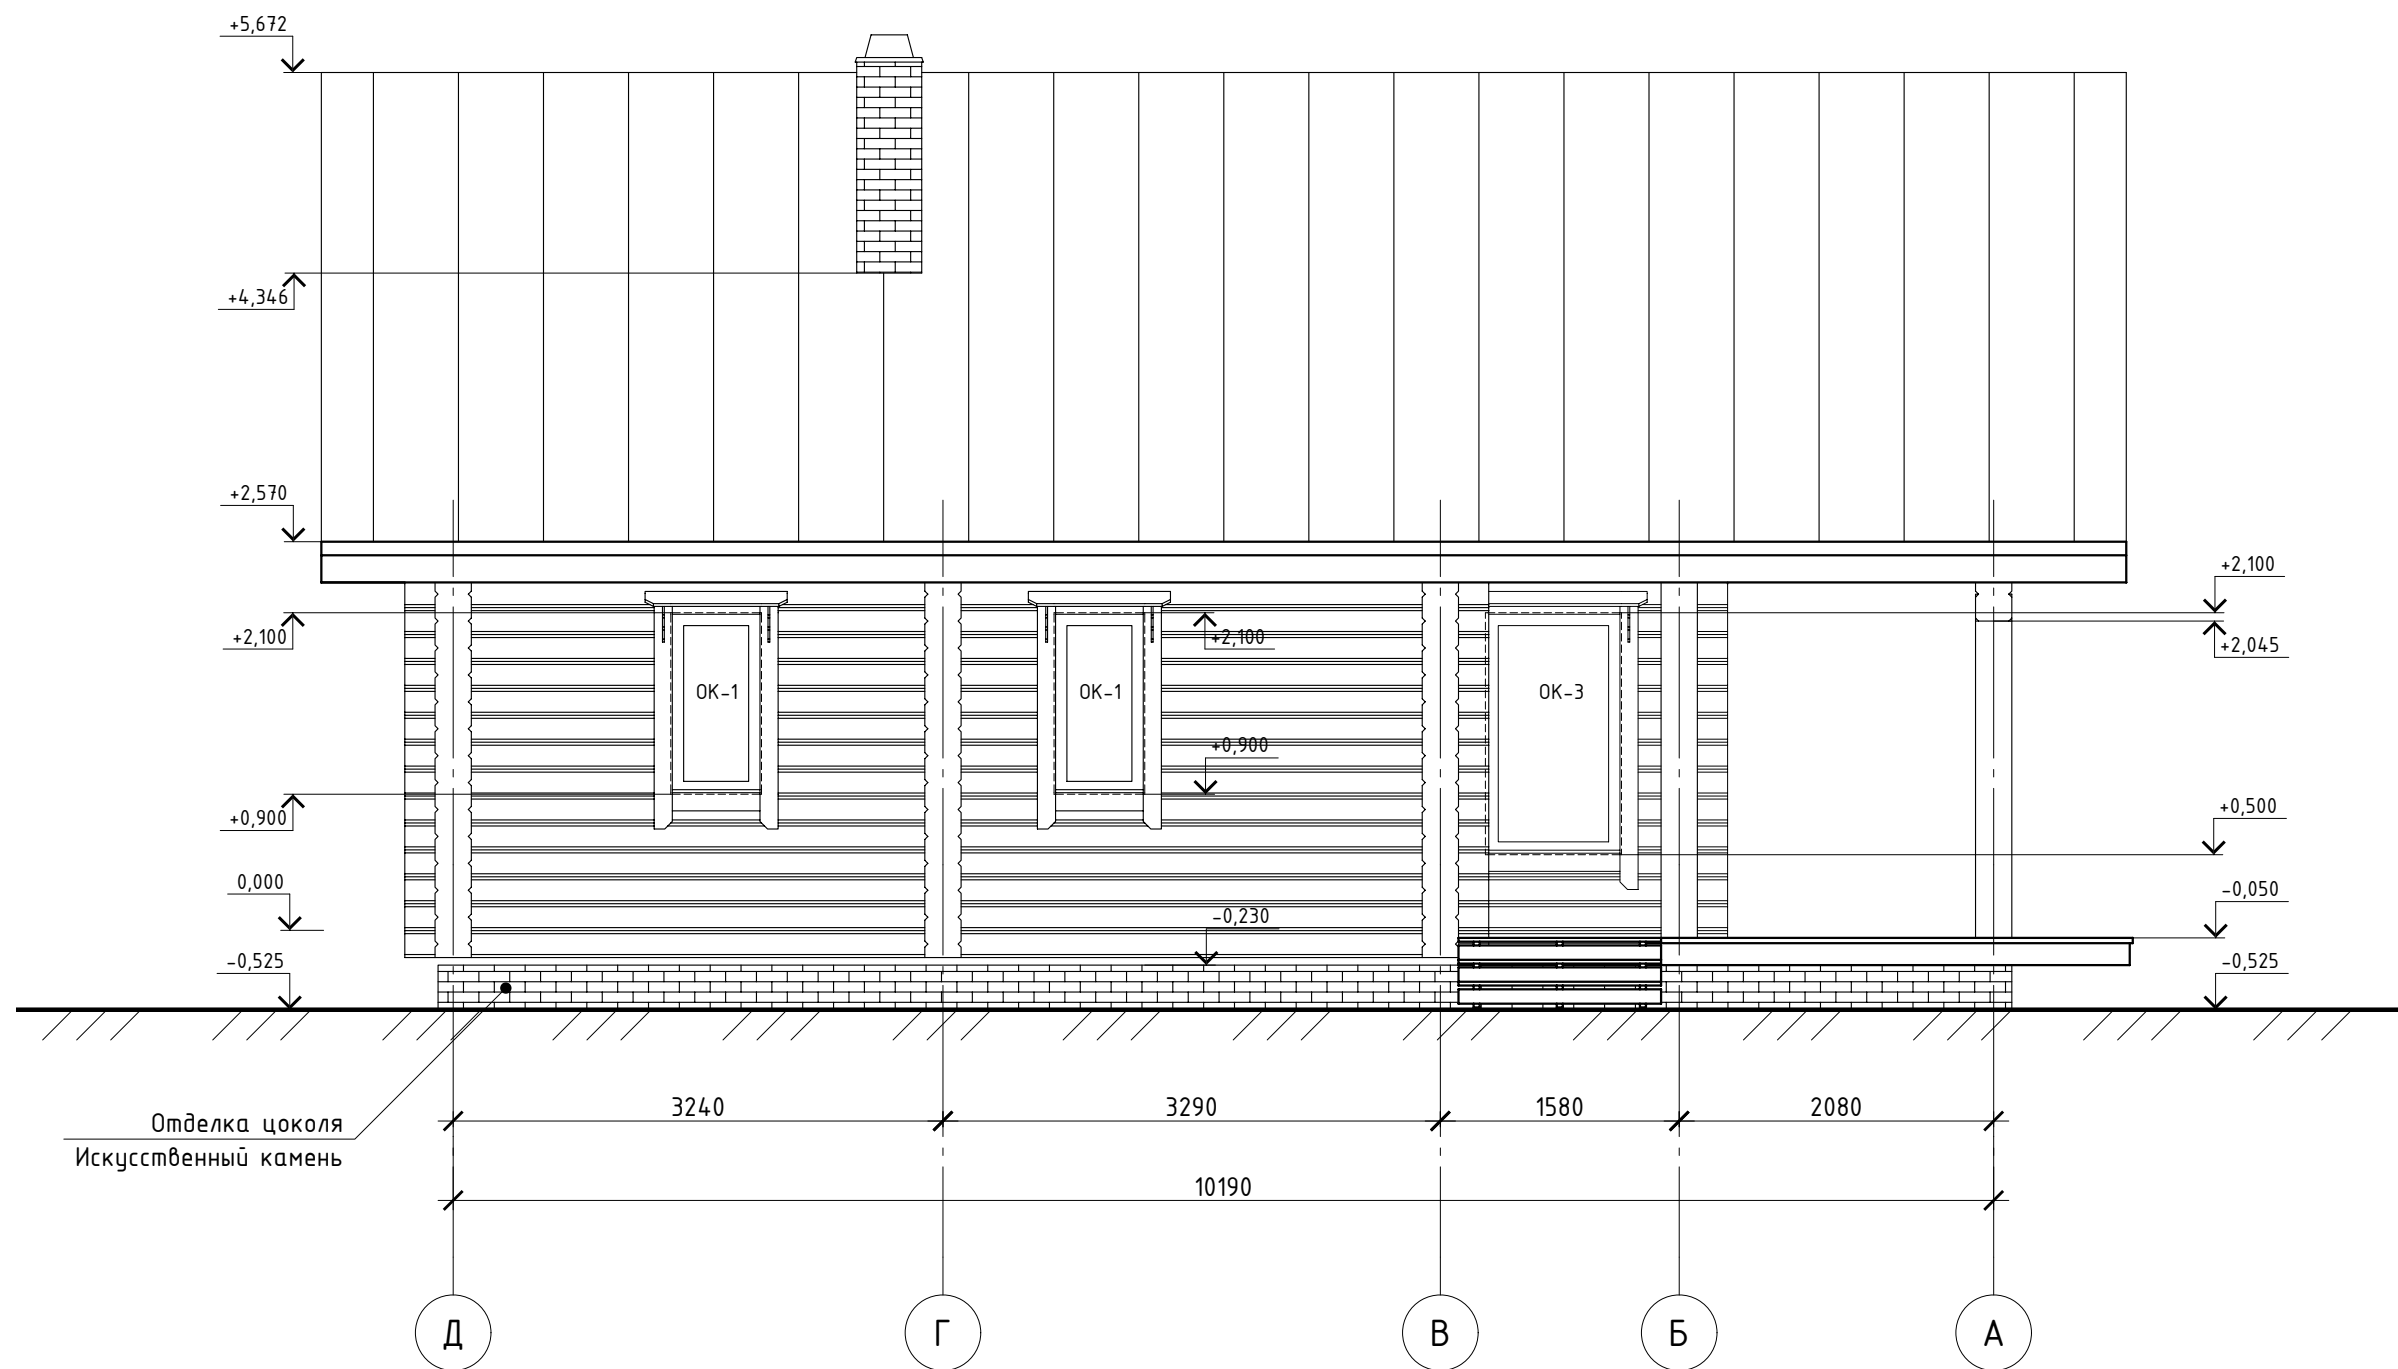 +5,672
+4,346
+2,570
+2,100
+2,100
+2,100
+2,045
ОК-1
ОК-1
ОК-3
+0,900
+0,900
+0,500
0,000
-0,050
-0,230
-0,525
-0,525
3240
3290
1580
2080
Отделка цоколя
Искусственный камень
10190
Д
Г
В
Б
А